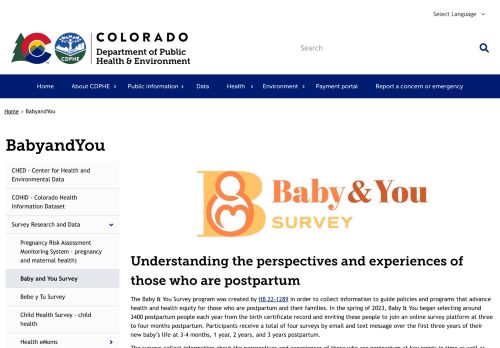 Select Language
COLORADO
Department of Public
Health & Environment
CDPHE
Search
Home
About CDPHE
Public information
Data
Health
Environment
Payment portal
Report a concern or emergency
Home › BabyandYou
BabyandYou
CHED - Center for Health and
Environmental Data
COHID - Colorado Health
Information Dataset
Survey Research and Data
Pregnancy Risk Assessment
Monitoring System - pregnancy
and maternal health)
Baby and You Survey
Bebe y Tu Survey
Child Health Survey - child
health
Health eMoms
Baby & You
SURVEY
Understanding the perspectives and experiences of
those who are postpartum
The Baby & You Survey program was created by HB 22-1289 in order to collect information to guide policies and programs that advance
health and health equity for those who are postpartum and their families. In the spring of 2023, Baby & You began selecting around
3400 postpartum people each year from the birth certificate record and inviting these people to join an online survey platform at three
to four months postpartum. Participants receive a total of four surveys by email and text message over the first three years of their
new baby's life at 3-4 months, 1 year, 2 years, and 3 years postpartum.